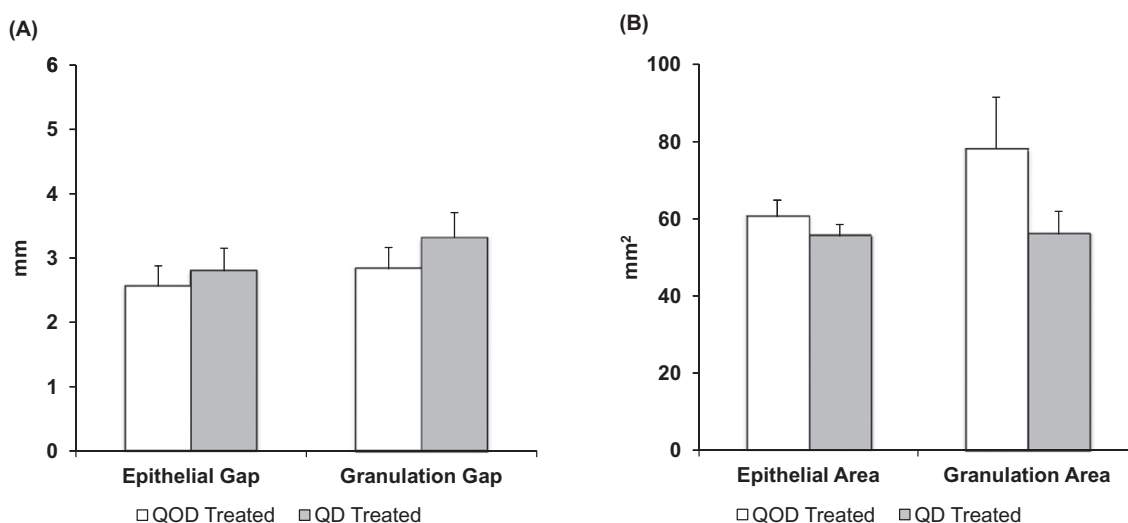 (A)
mm
6
5
4
3
2
1
0
Epithelial Gap Granulation Gap
QOD Treated QD Treated
(B)
mm²
100
80
60
40
20
0
Epithelial Area Granulation Area
QOD Treated QD Treated